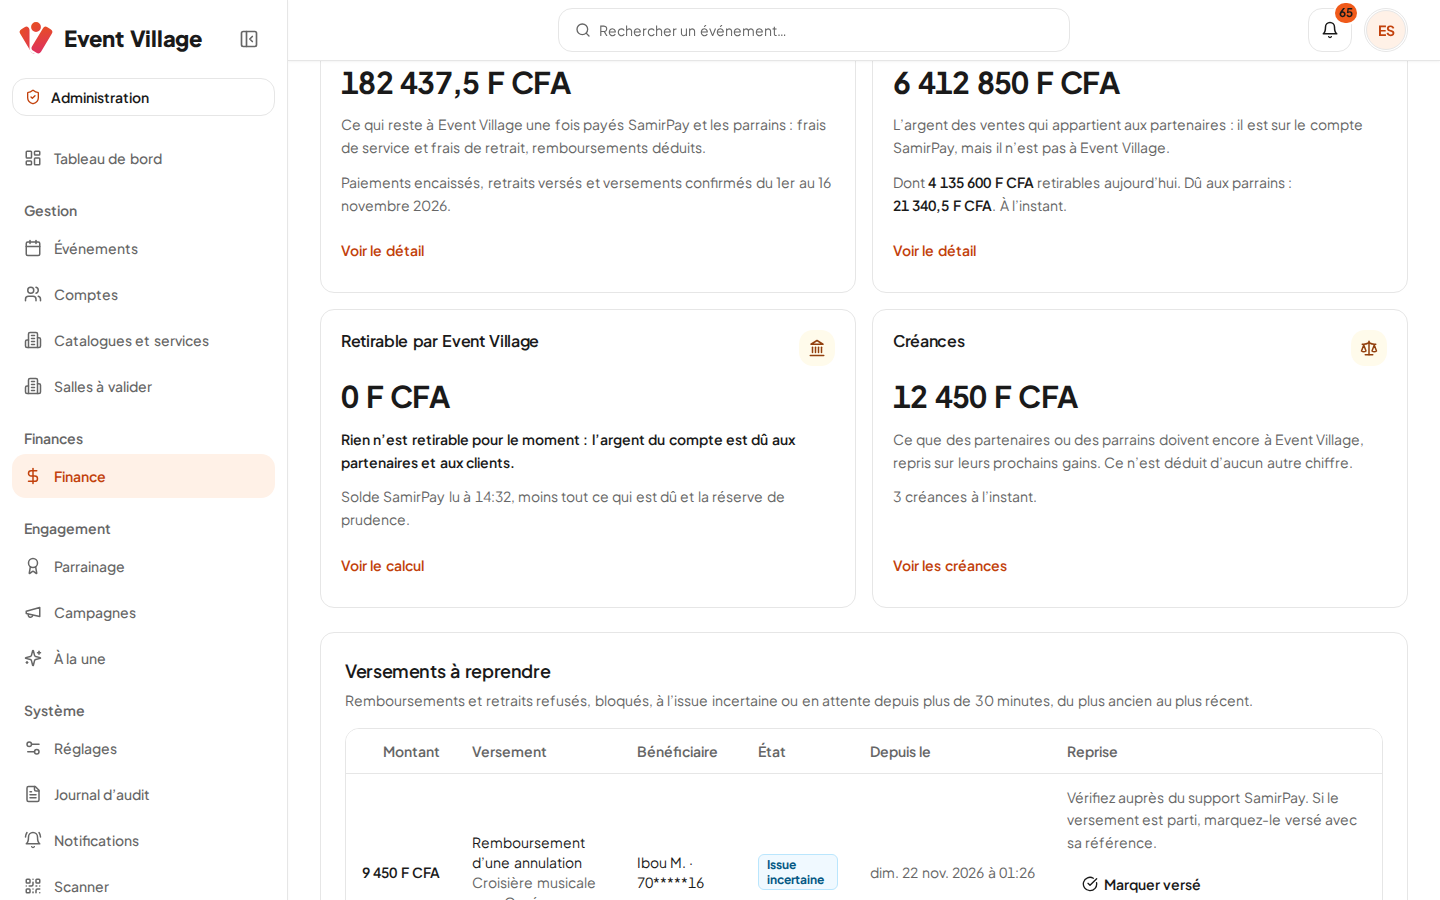 Event Village
Rechercher un événement…
65
ES
Administration
Tableau de bord
Gestion
Événements
Comptes
Catalogues et services
Salles à valider
Finances
Finance
Engagement
Parrainage
Campagnes
À la une
Système
Réglages
Journal d’audit
Notifications
Scanner
182 437,5 F CFA
Ce qui reste à Event Village une fois payés SamirPay et les parrains : frais
de service et frais de retrait, remboursements déduits.
Paiements encaissés, retraits versés et versements confirmés du 1er au 16
novembre 2026.
Voir le détail
6 412 850 F CFA
L’argent des ventes qui appartient aux partenaires : il est sur le compte
SamirPay, mais il n’est pas à Event Village.
Dont 4 135 600 F CFA retirables aujourd’hui. Dû aux parrains :
21 340,5 F CFA. À l’instant.
Voir le détail
Retirable par Event Village
0 F CFA
Rien n’est retirable pour le moment : l’argent du compte est dû aux
partenaires et aux clients.
Solde SamirPay lu à 14:32, moins tout ce qui est dû et la réserve de
prudence.
Voir le calcul
Créances
12 450 F CFA
Ce que des partenaires ou des parrains doivent encore à Event Village,
repris sur leurs prochains gains. Ce n’est déduit d’aucun autre chiffre.
3 créances à l’instant.
Voir les créances
Versements à reprendre
Remboursements et retraits refusés, bloqués, à l’issue incertaine ou en attente depuis plus de 30 minutes, du plus ancien au plus récent.
Montant Versement Bénéficiaire État Depuis le Reprise
9 450 F CFA
Remboursement
d’une annulation
Croisière musicale
Ibou M. ·
70*****16
Issue
incertaine
dim. 22 nov. 2026 à 01:26
Vérifiez auprès du support SamirPay. Si le
versement est parti, marquez-le versé avec
sa référence.
Marquer versé